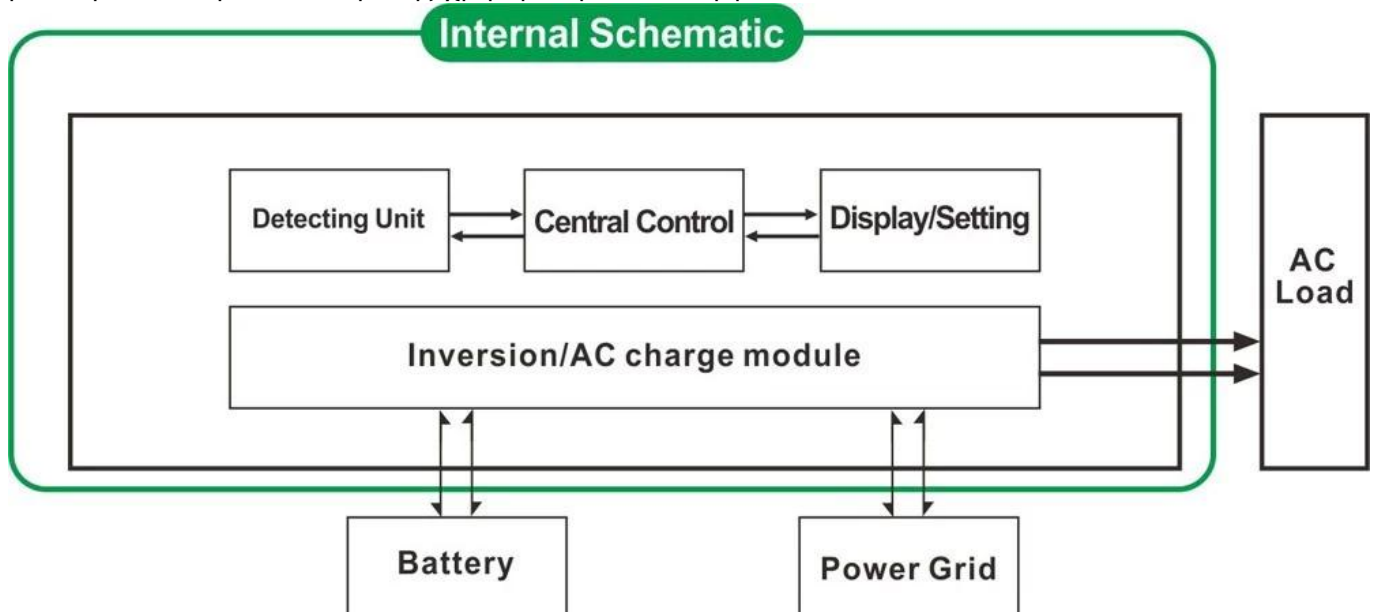 Internal Schematic
Detecting Unit
Central Control
Display/Setting
AC
Load
Inversion/AC charge module
Battery
Power Grid